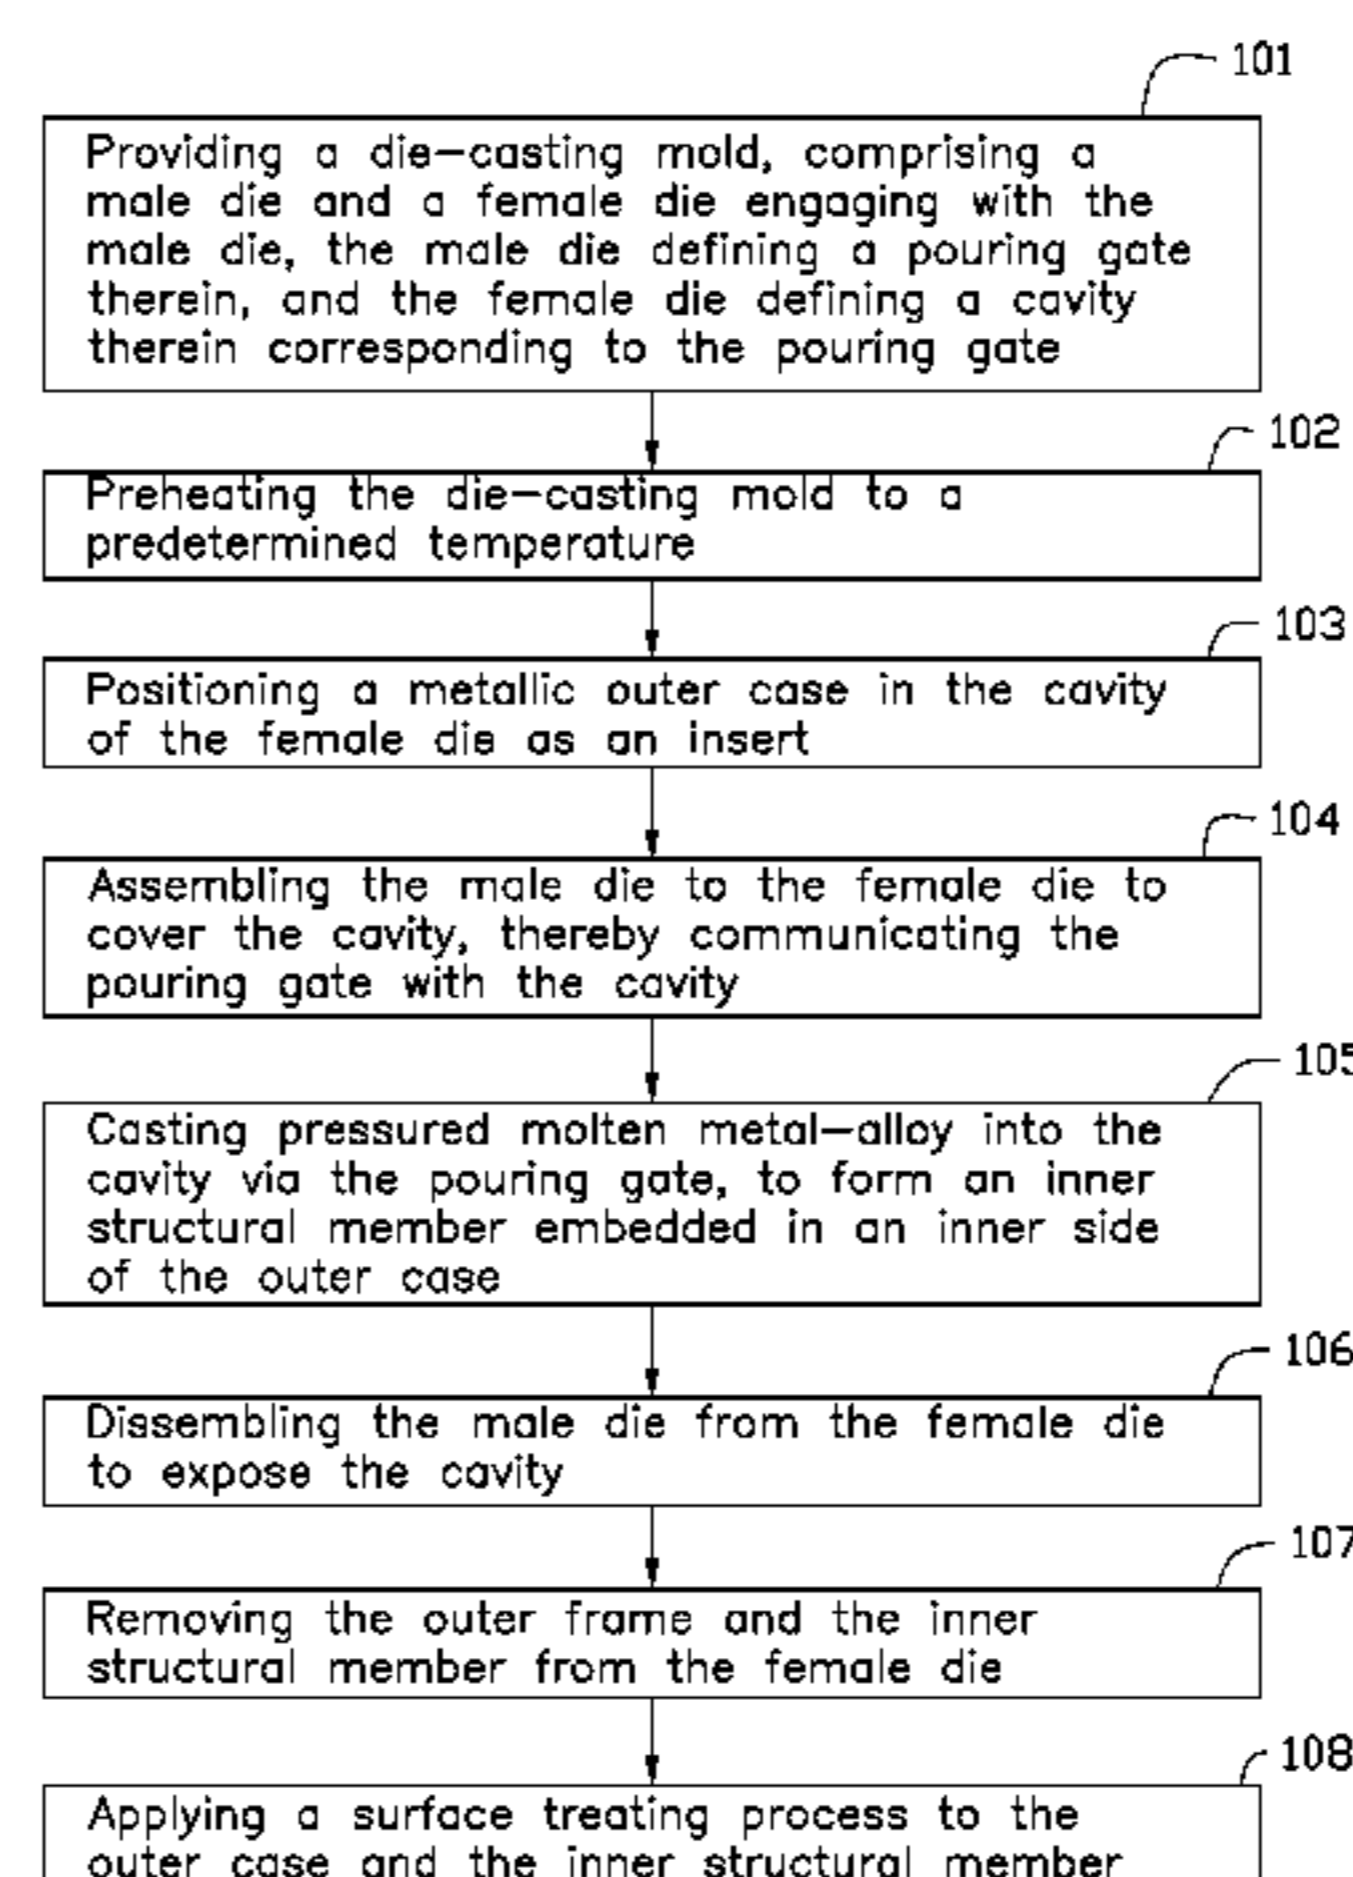 101
Providing a die-casting mold, comprising a
male die and a female die engaging with the
male die, the male die defining a pouring gate
therein, and the female die defining a cavity
therein corresponding to the pouring gate
102
Preheating the die-casting mold to a
predetermined temperature
103
Positioning a metallic outer case in the cavity
of the female die as an insert
104
Assembling the male die to the female die to
cover the cavity, thereby communicating the
pouring gate with the cavity
105
Casting pressured molten metal-alloy into the
cavity via the pouring gate, to form an inner
structural member embedded in an inner side
of the outer case
106
Dissembling the male die from the female die
to expose the cavity
107
Removing the outer frame and the inner
structural member from the female die
108
Applying a surface treating process to the
outer case and the inner structural member